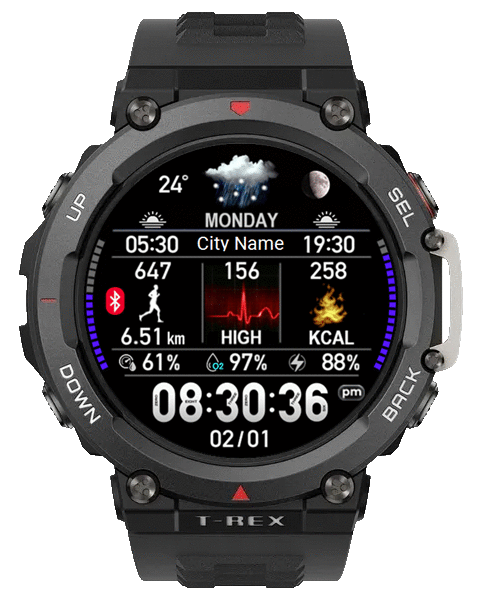 24°
UP
SEL
MONDAY
05:30 City Name 19:30
647 156 258
6.51 km HIGH KCAL
61% O2 97% 88%
DOWN
BACK
08:30:36 pm
02/01
T-REX